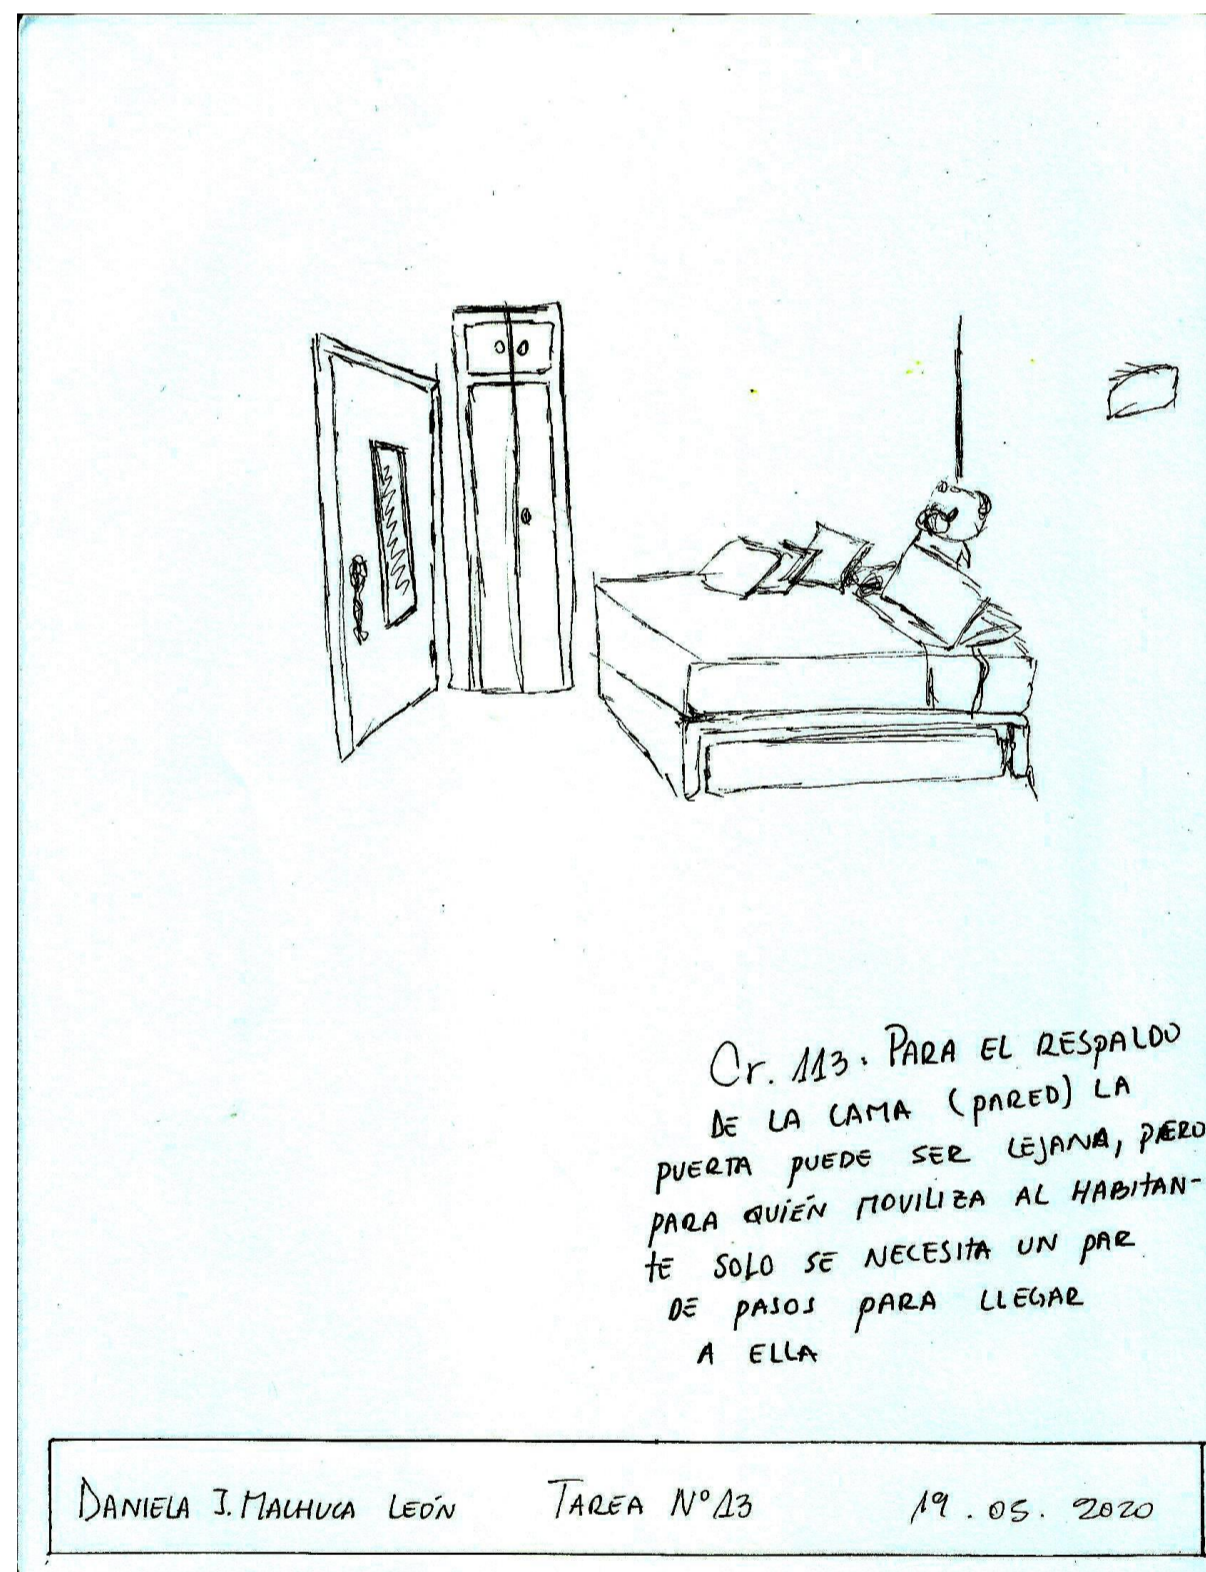 Cr. 113. PARA EL RESPALDO
DE LA CAMA (PARED) LA
PUERTA PUEDE SER LEJANA, PERO
PARA QUIÉN MOVILIZA AL HABITAN-
TE SOLO SE NECESITA UN PAR
DE PASOS PARA LLEGAR
A ELLA
DANIELA J. MALHUCA LEÓN TAREA N° 13 19.05.2020